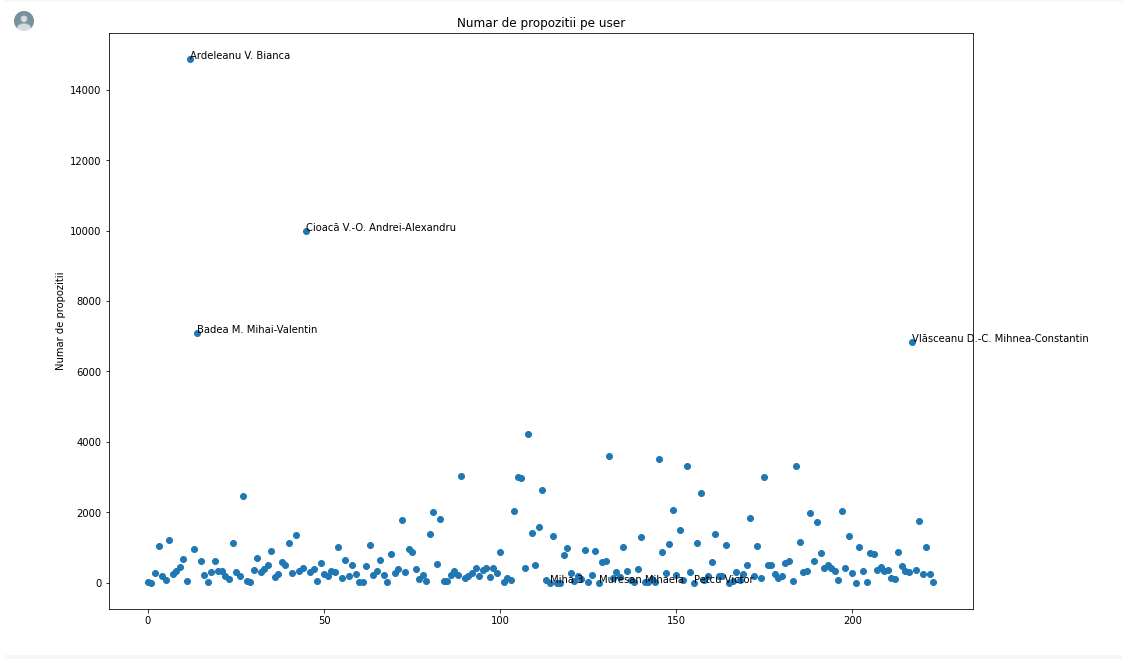 Numar de propozitii pe user
Ardeleanu V. Bianca
14000
12000
Cioacă V.-O. Andrei-Alexandru
10000
Numar de propozitii
8000
Badea M. Mihai-Valentin
Vlăsceanu D.-C. Mihnea-Constantin
6000
4000
2000
Muresan Mihaela
Petcu Victor
0
0
50
100
150
200